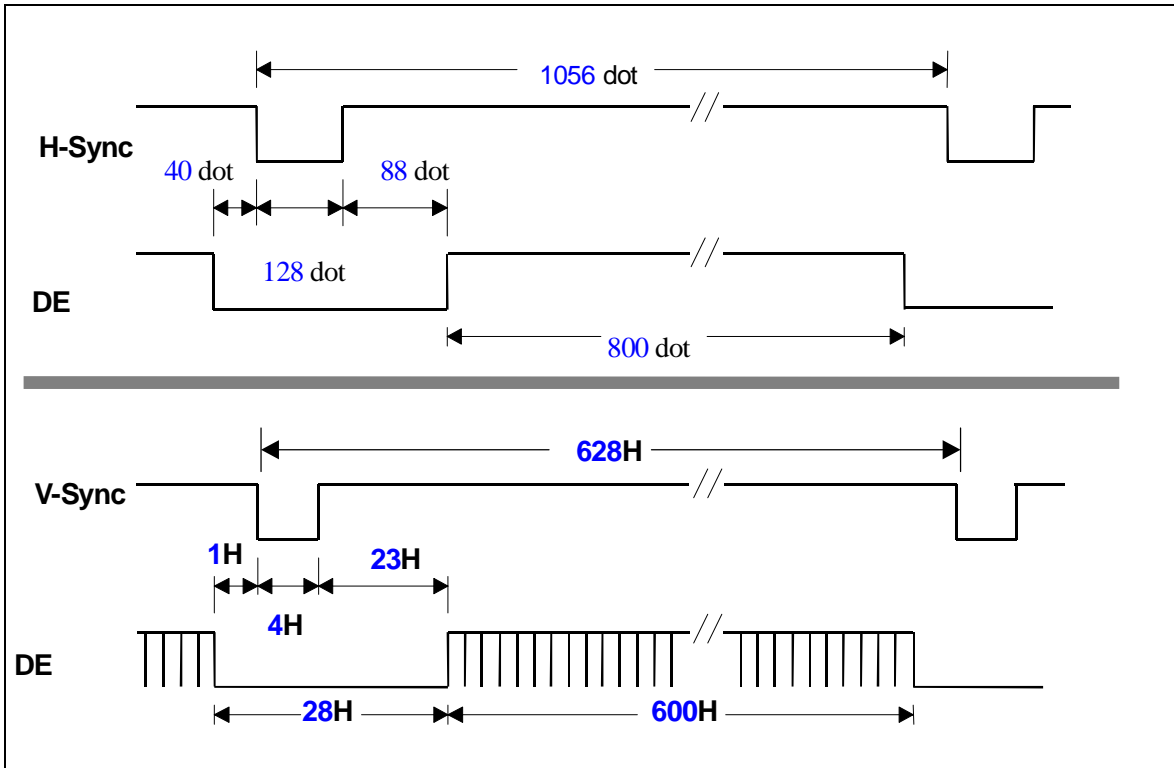 1056 dot
H-Sync
40 dot
88 dot
128 dot
DE
800 dot
628H
V-Sync
1H
23H
4H
DE
28H
600H